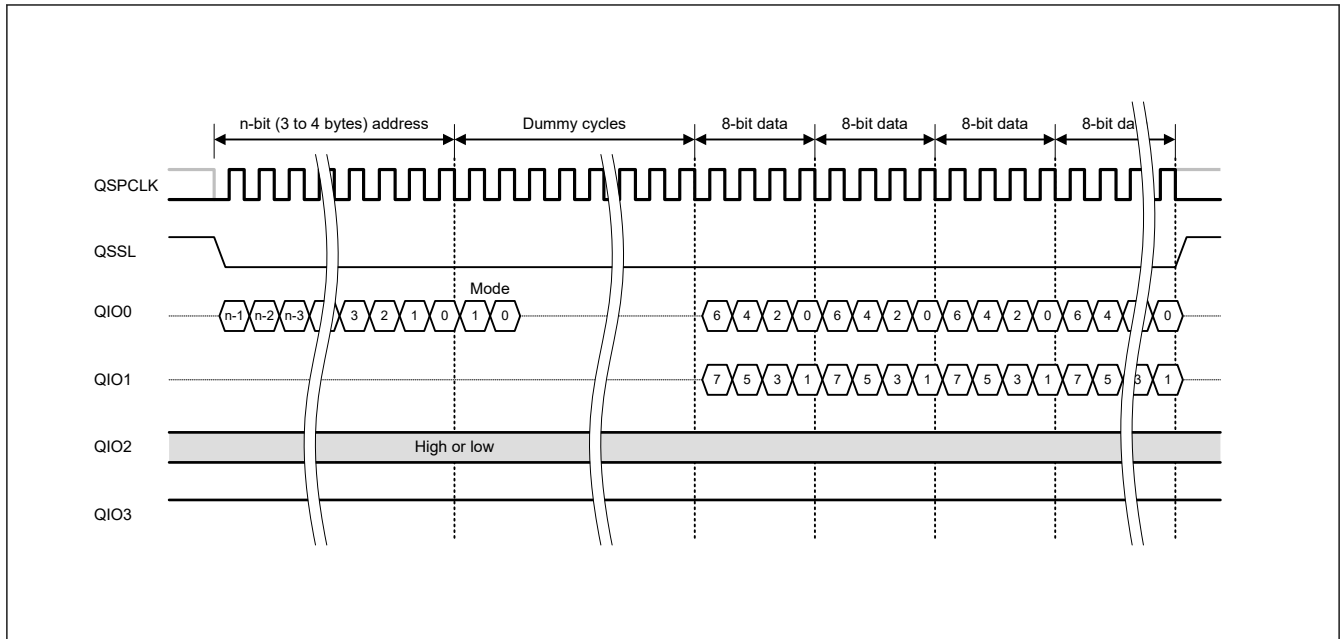 n-bit (3 to 4 bytes) address Dummy cycles 8-bit data 8-bit data 8-bit data 8-bit da
QSPCLK
QSSL
Mode
QIO0 n-1 n-2 n-3 3 2 1 0 1 0 6 4 2 0 6 4 2 0 6 4 2 0 6 4 0
QIO1 7 5 3 1 7 5 3 1 7 5 3 1 7 5 3 1
QIO2 High or low
QIO3